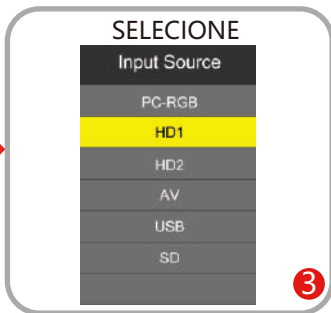 SELECIONE
Input Source
PC-RGB
HD1
HD2
AV
USB
SD
3